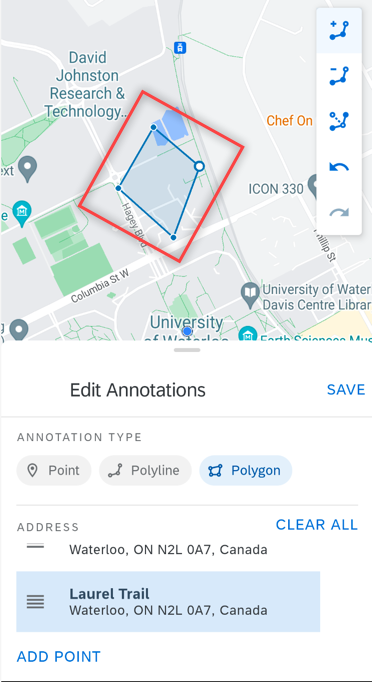 David
Johnston
Research &
Technology...
Chef On
ext
ICON 330
e
Hagey Blvd
Phillip St
Columbia St W
University of Water
Davis Centre Librar
g
University
of Waterloo
Earth Sciences Mus
Edit Annotations
SAVE
ANNOTATION TYPE
Point
Polyline
Polygon
ADDRESS
CLEAR ALL
Waterloo, ON N2L 0A7, Canada
Laurel Trail
Waterloo, ON N2L 0A7, Canada
ADD POINT